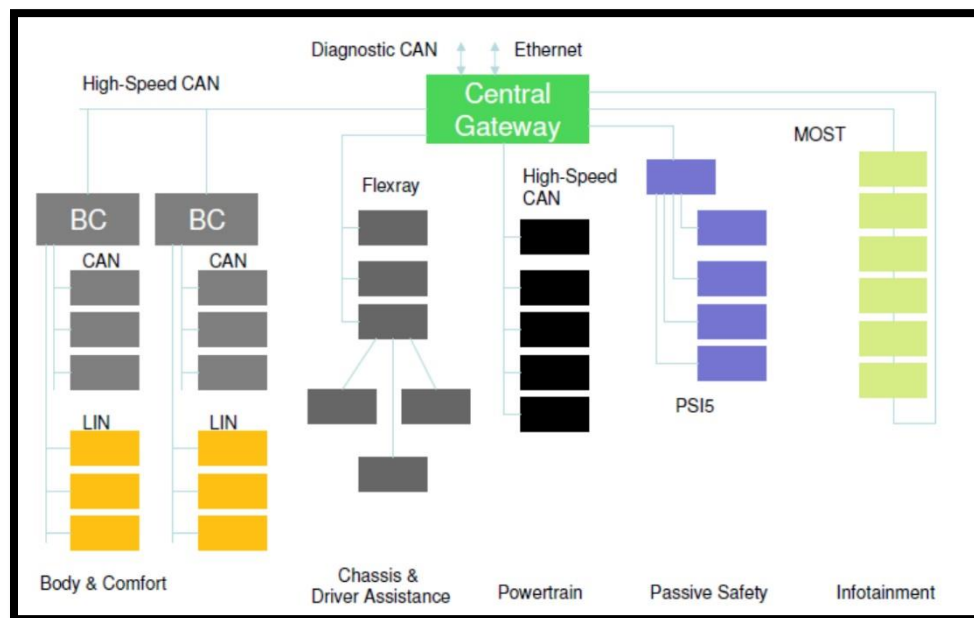 Diagnostic CAN
Ethernet
High-Speed CAN
Central
Gateway
MOST
Flexray
High-Speed
CAN
BC
BC
CAN
CAN
PSI5
LIN
LIN
Body & Comfort
Chassis &
Driver Assistance
Powertrain
Passive Safety
Infotainment